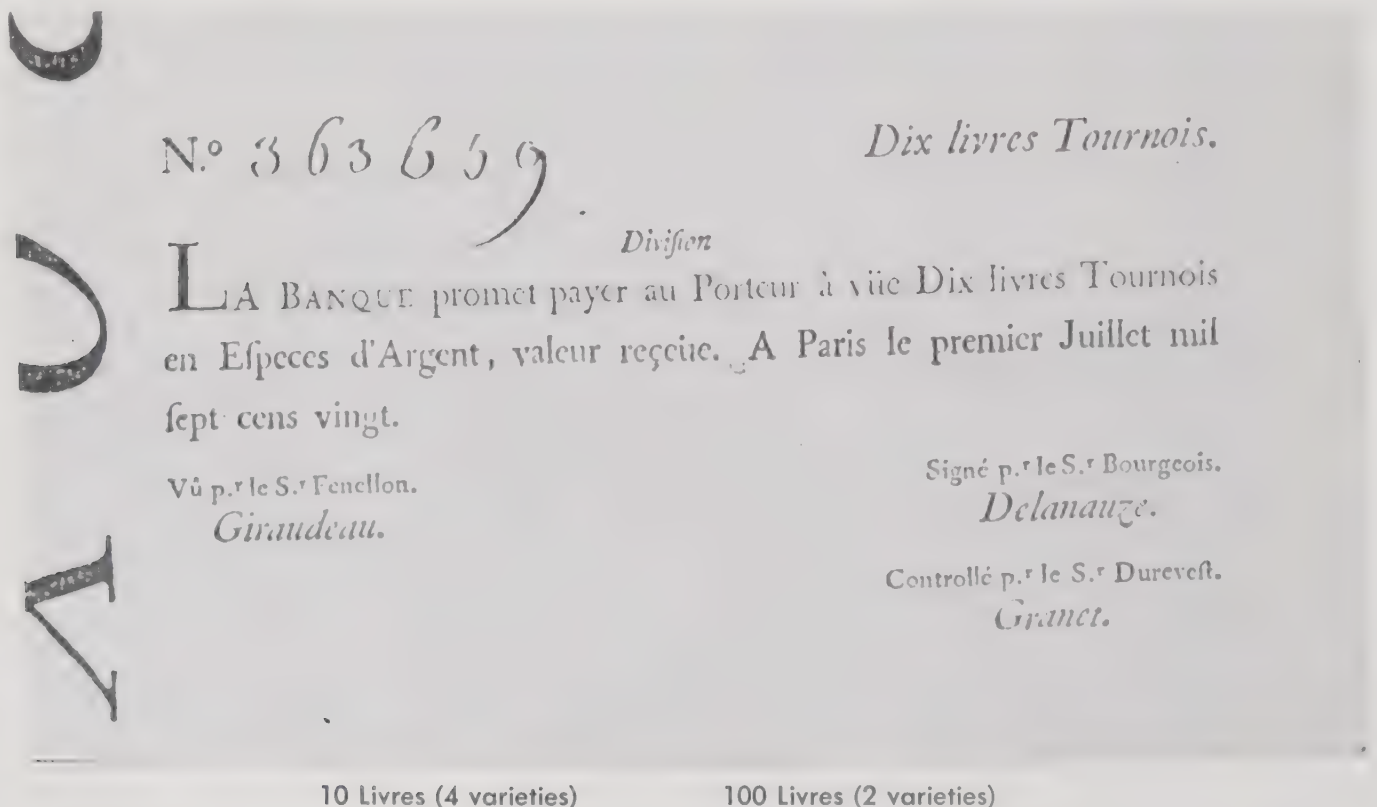 N.º 363659 Dix livres Tournois.
Diviſion
LA BANQUE promet payer au Porteur à vüe Dix livres Tournois
en Eſpeces d'Argent, valeur reçeüe. A Paris le premier Juillet mil
ſept cens vingt.
Vû p.r le S.r Fenellon.
Giraudeau.
Signé p.r le S.r Bourgeois.
Delanauze.
Controllé p.r le S.r Dureveſt.
Granet.
10 Livres (4 varieties) 100 Livres (2 varieties)